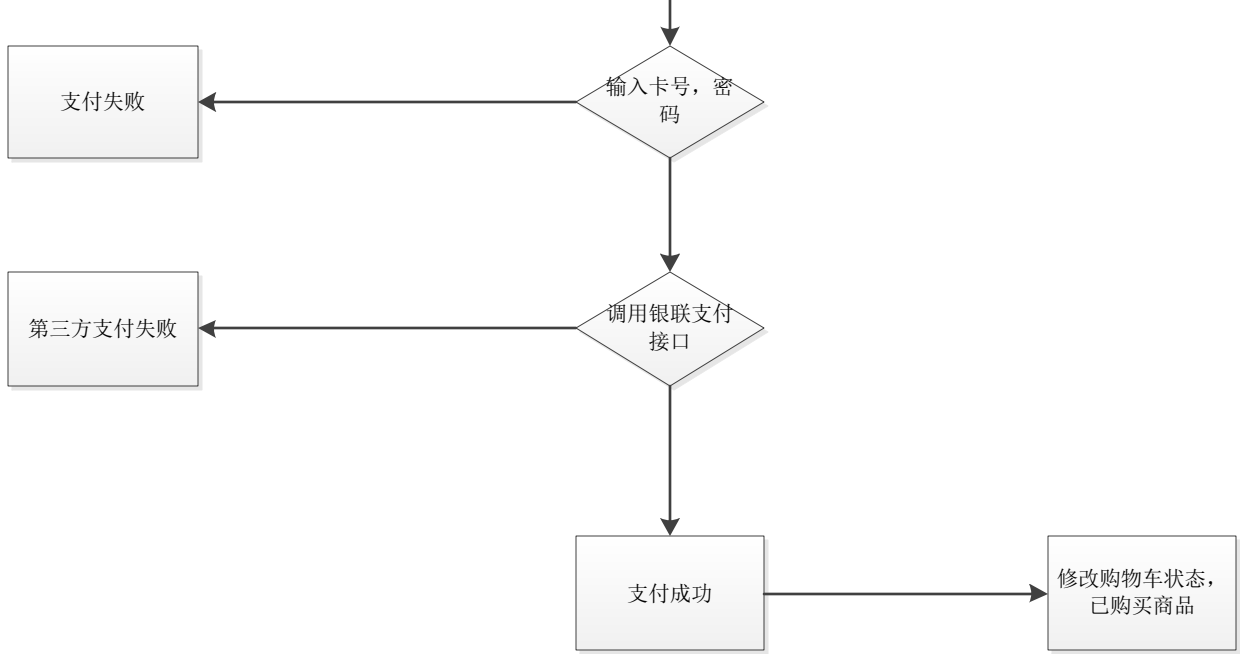 输入卡号，密
码
支付失败
调用银联支付
接口
第三方支付失败
支付成功
修改购物车状态，
已购买商品